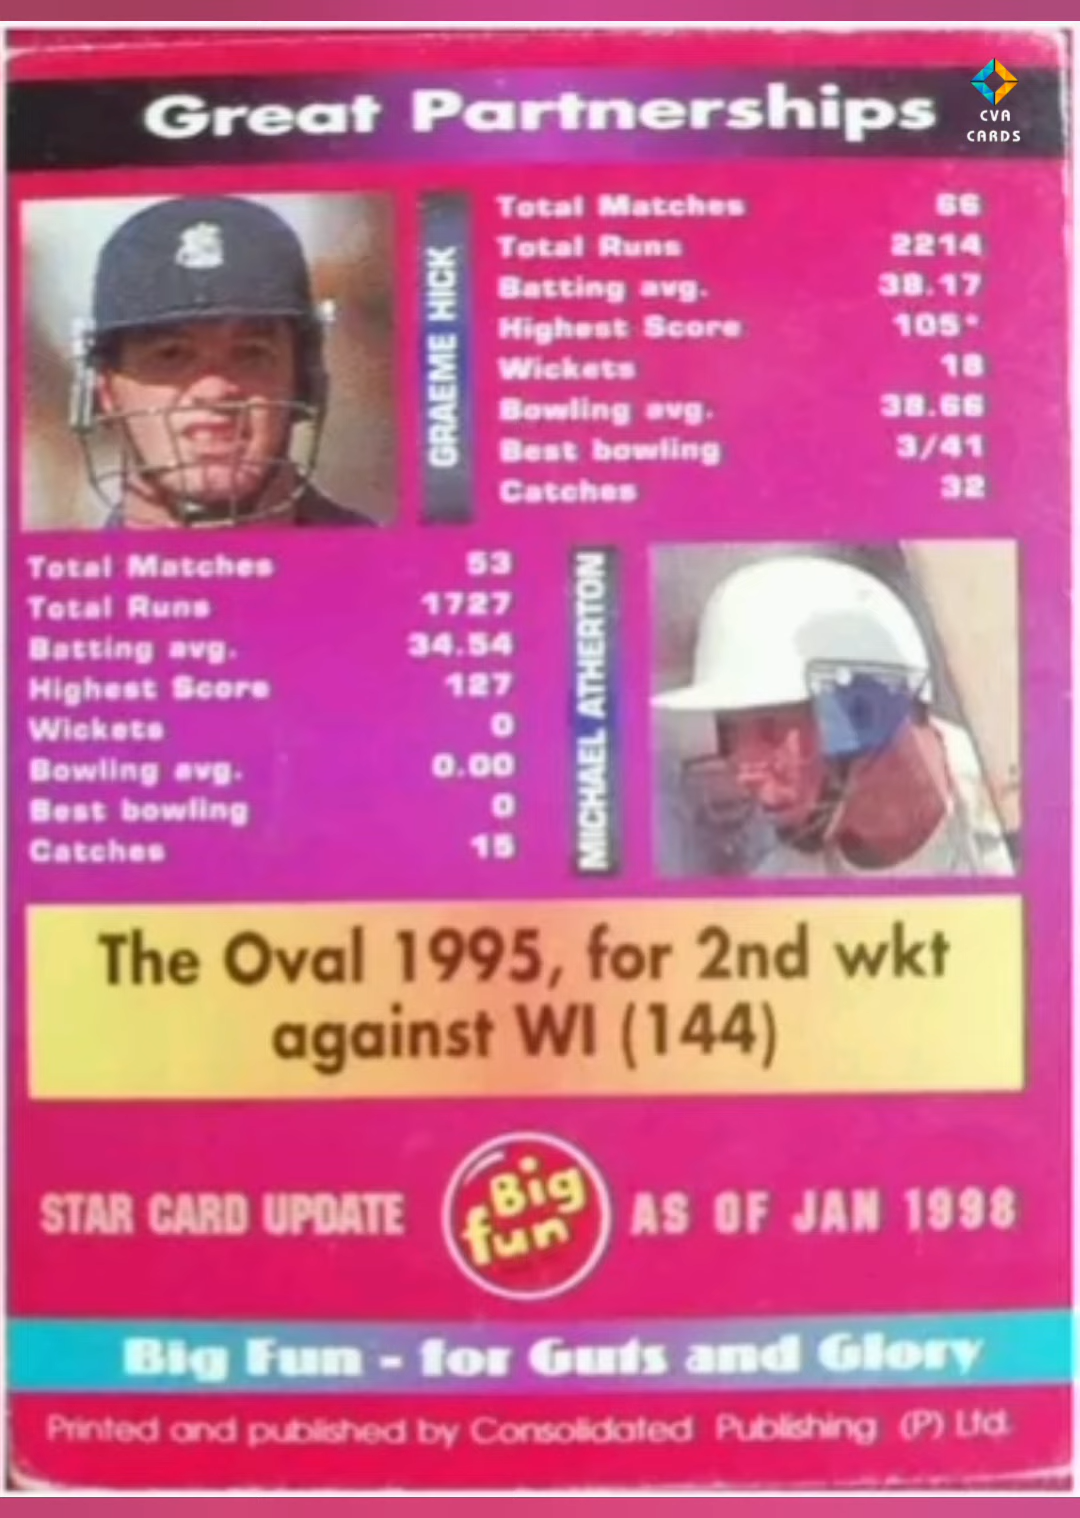 Great Partnerships
CVA
CARDS
GRAEME HICK
Total Matches 66
Total Runs 2214
Batting avg. 38.17
Highest Score 105*
Wickets 18
Bowling avg. 38.66
Best bowling 3/41
Catches 32
Total Matches 53
Total Runs 1727
Batting avg. 34.54
Highest Score 127
Wickets 0
Bowling avg. 0.00
Best bowling 0
Catches 15
MICHAEL ATHERTON
The Oval 1995, for 2nd wkt
against WI (144)
STAR CARD UPDATE
Big
fun
AS OF JAN 1998
Big Fun - for Guts and Glory
Printed and published by Consolidated Publishing (P) Ltd.